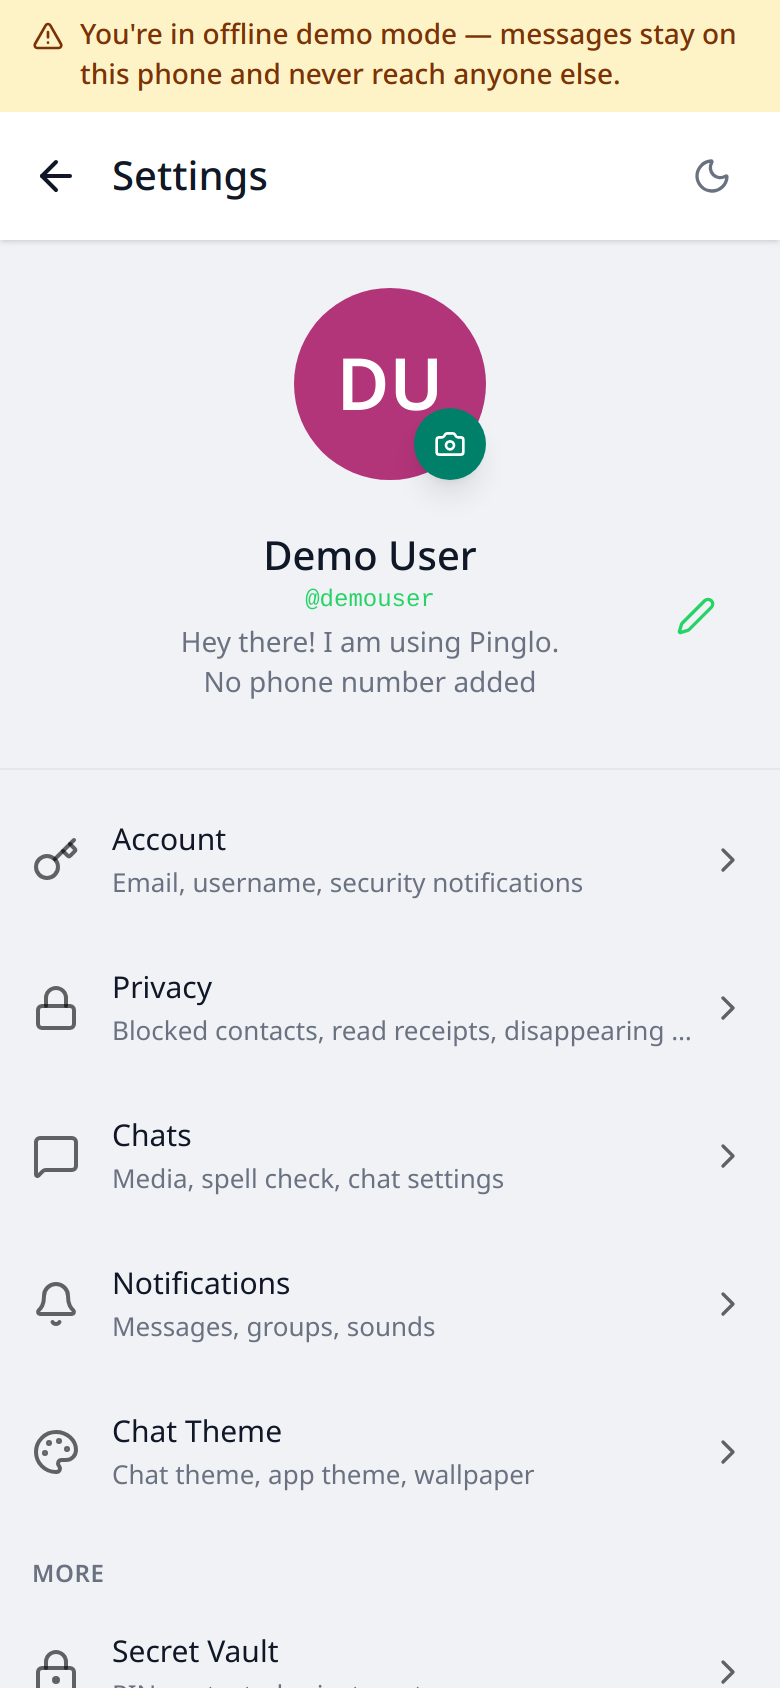 You're in offline demo mode — messages stay on
this phone and never reach anyone else.
Settings
DU
Demo User
@demouser
Hey there! I am using Pinglo.
No phone number added
Account
Email, username, security notifications
Privacy
Blocked contacts, read receipts, disappearing ...
Chats
Media, spell check, chat settings
Notifications
Messages, groups, sounds
Chat Theme
Chat theme, app theme, wallpaper
MORE
Secret Vault